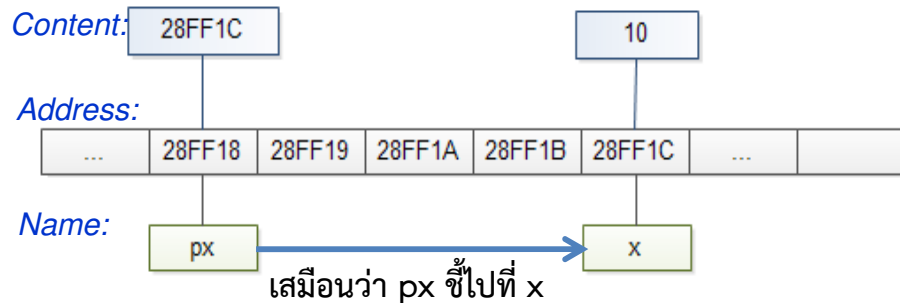 Content: 28FF1C 10
Address:
... 28FF18 28FF19 28FF1A 28FF1B 28FF1C ...
Name: px x
เสมือนว่า px ชี้ไปที่ x